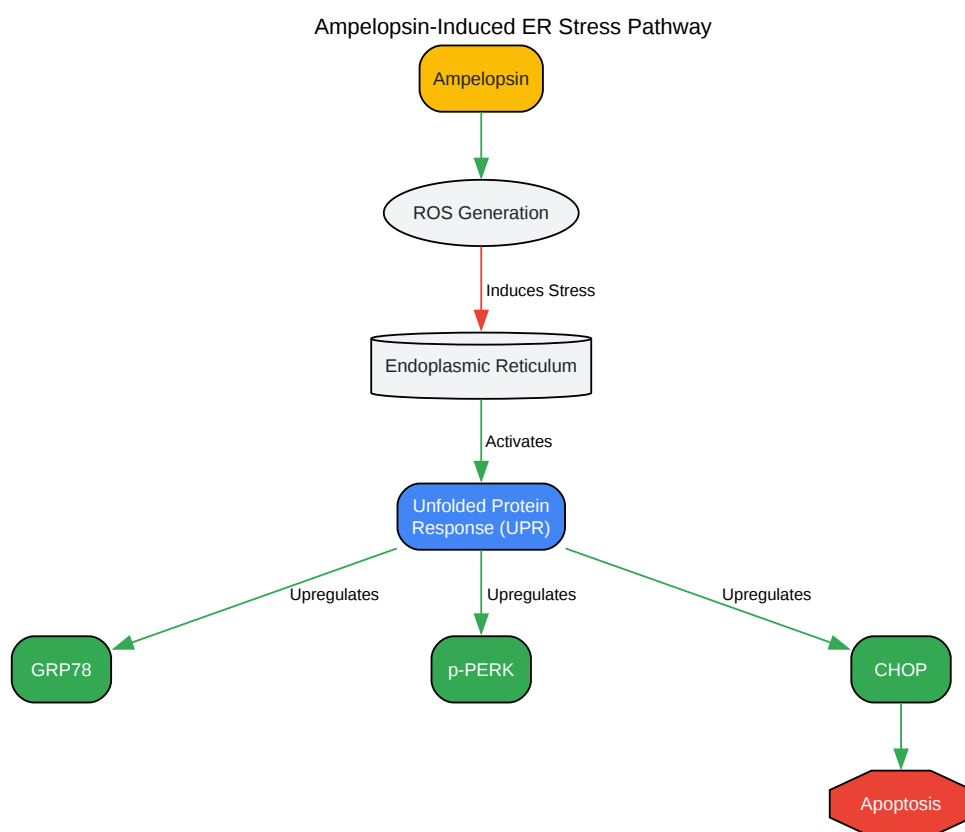 Ampelopsin-Induced ER Stress Pathway
Ampelopsin
ROS Generation
Induces Stress
Endoplasmic Reticulum
Activates
Unfolded Protein
Response (UPR)
Upregulates
Upregulates
Upregulates
GRP78
p-PERK
CHOP
Apoptosis